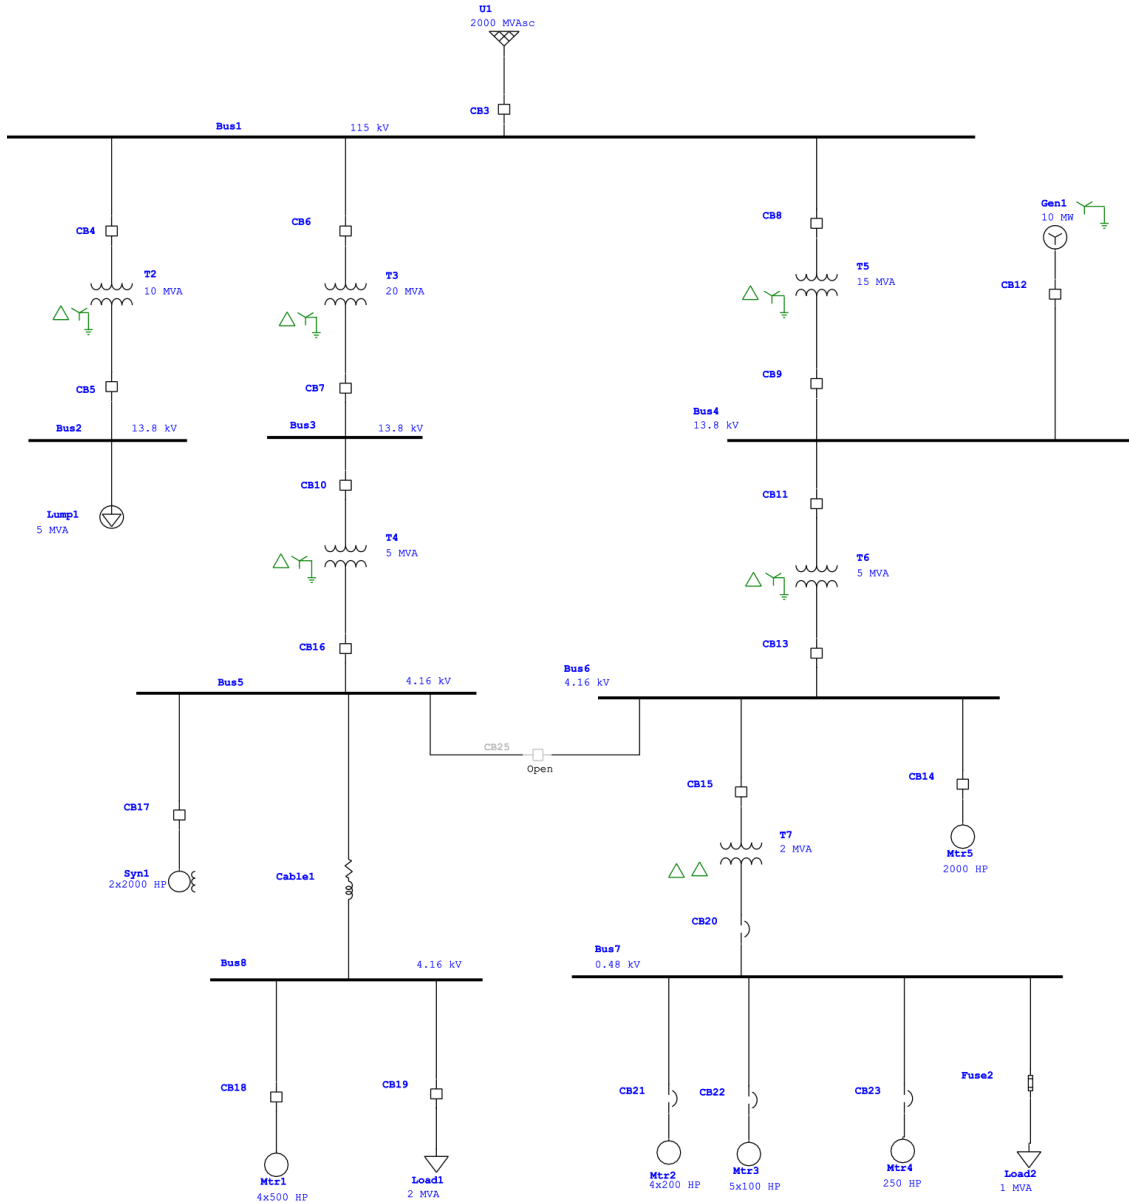 U1
2000 MVAsc
CB3
Bus1
115 kV
CB4
CB6
CB8
Gen1
10 MW
CB12
T2
10 MVA
T3
20 MVA
T5
15 MVA
CB5
CB7
CB9
Bus2
13.8 kV
Bus3
13.8 kV
Bus4
13.8 kV
CB10
CB11
Lump1
5 MVA
T4
5 MVA
T6
5 MVA
CB16
CB13
Bus5
4.16 kV
Bus6
4.16 kV
CB25
Open
CB17
CB15
CB14
T7
2 MVA
Syn1
2x2000 HP
Cable1
Mtr5
2000 HP
CB20
Bus8
4.16 kV
Bus7
0.48 kV
CB18
CB19
CB21
CB22
CB23
Fuse2
Mtr1
4x500 HP
Load1
2 MVA
Mtr2
4x200 HP
Mtr3
5x100 HP
Mtr4
250 HP
Load2
1 MVA